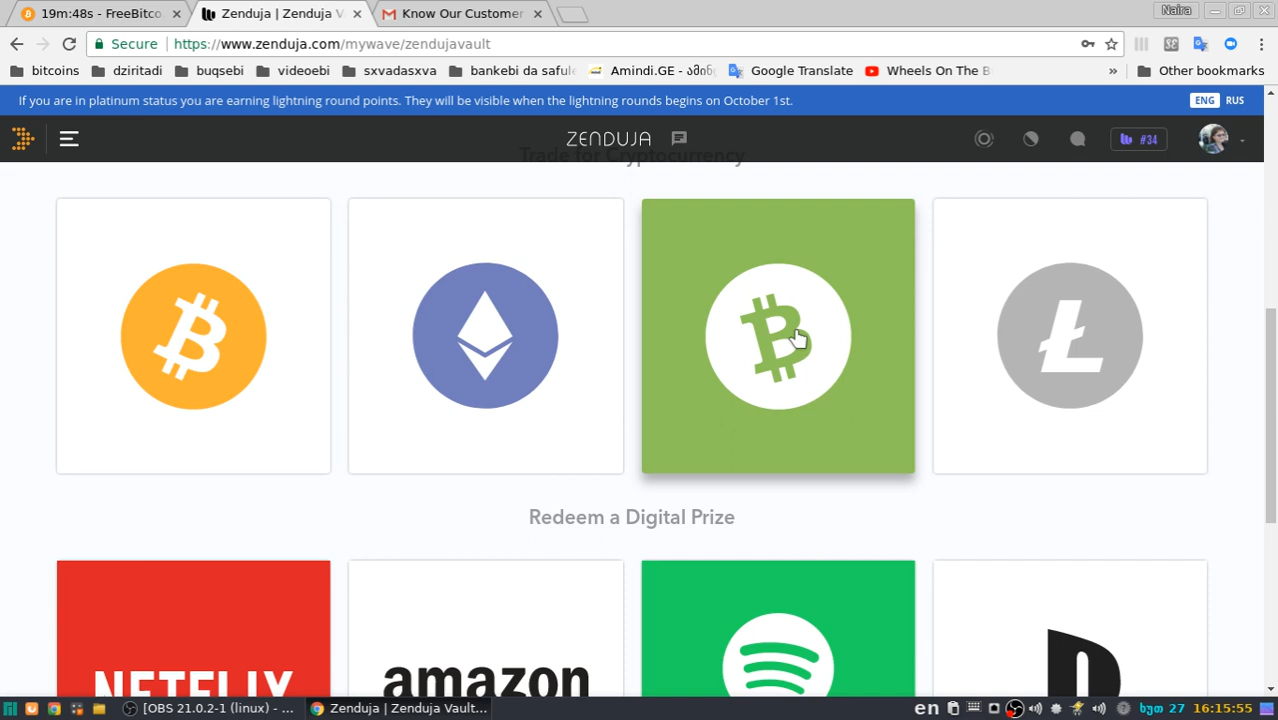 19m:48s - FreeBitco
Zenduja | Zenduja V
Know Our Customer
Naira
Secure
https://www.zenduja.com/mywave/zendujavault
bitcoins
dziritadi
buqsebi
videoebi
sxvadasxva
bankebi da safule
Amindi.GE - ამინ
Google Translate
Wheels On The B
»
Other bookmarks
If you are in platinum status you are earning lightning round points. They will be visible when the lightning rounds begins on October 1st.
ENG
RUS
ZENDUJA
#34
Trade for Cryptocurrency
Redeem a Digital Prize
NETFLIX
amazon
[OBS 21.0.2-1 (linux) - ...
Zenduja | Zenduja Vault...
en
ხუთ 27
16:15:55